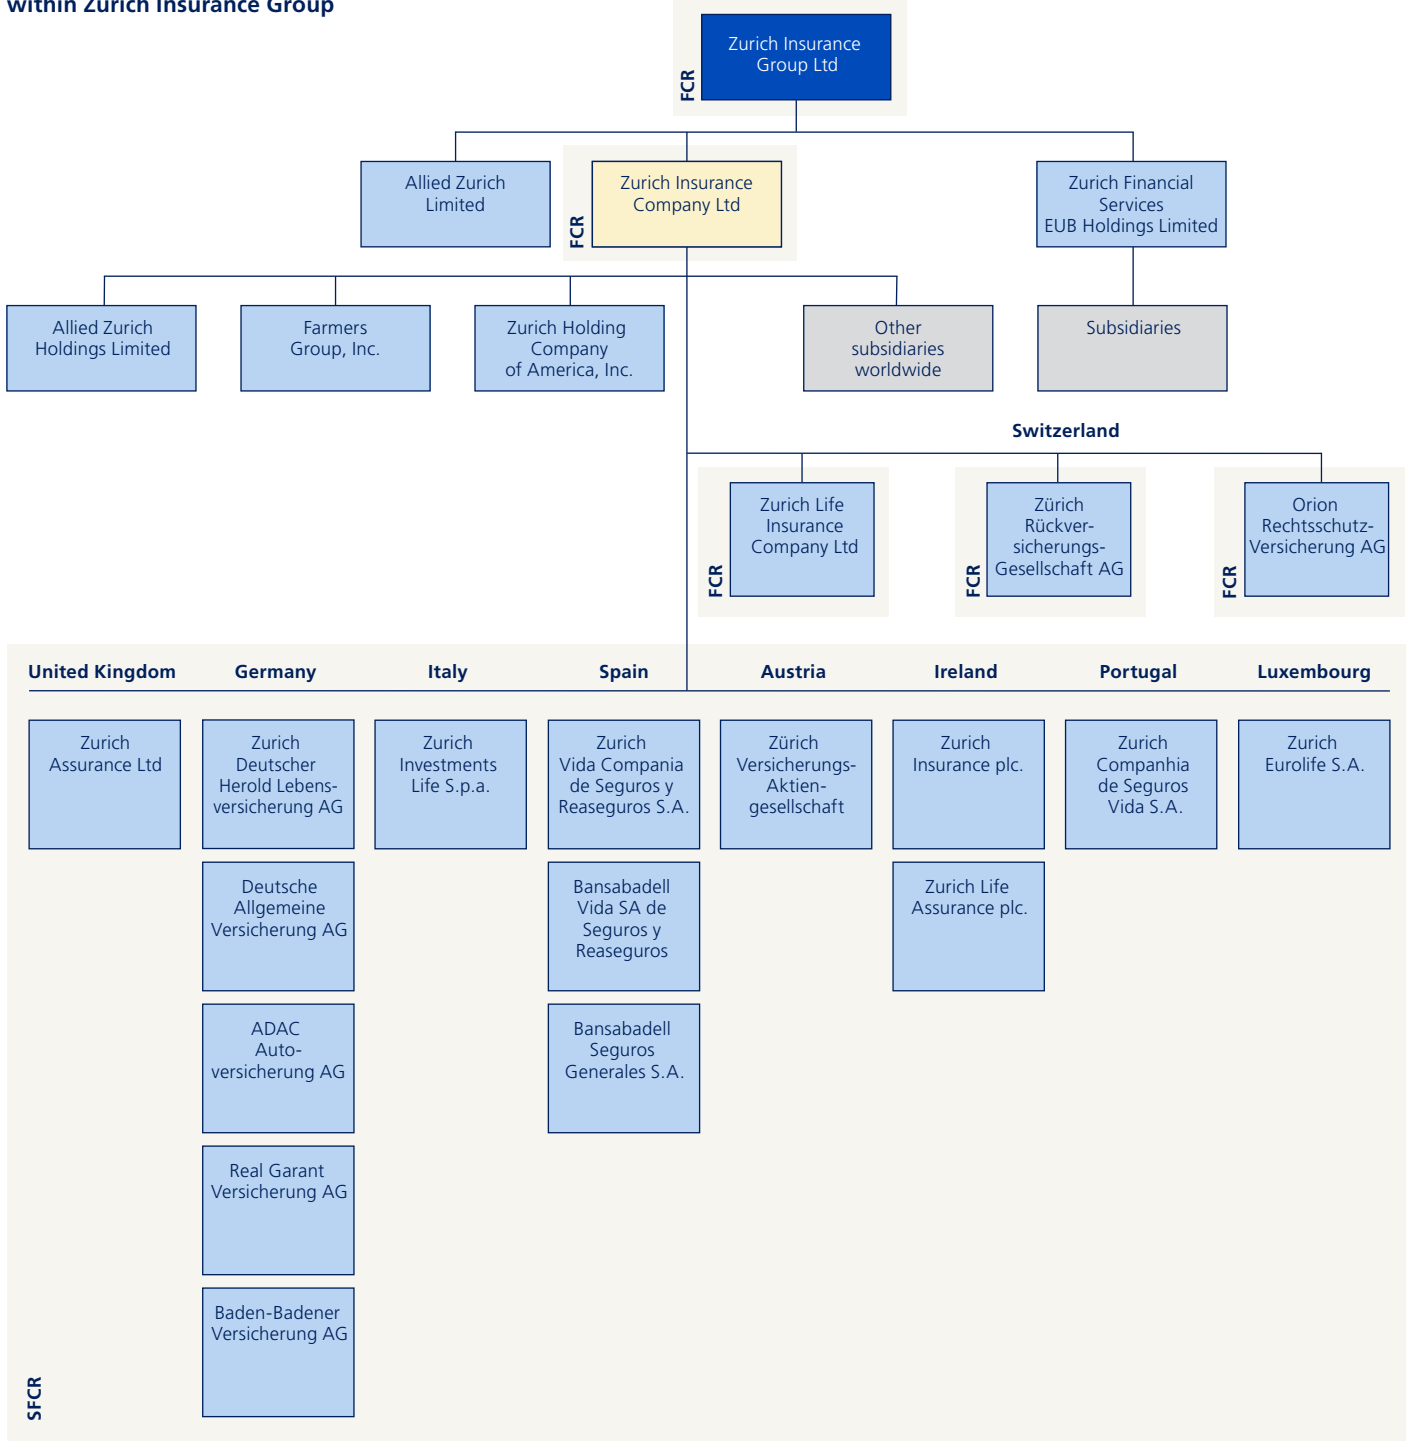 within Zurich Insurance Group
Zurich Insurance
Group Ltd
FCR
Allied Zurich
Limited
Zurich Insurance
Company Ltd
FCR
Zurich Financial
Services
EUB Holdings Limited
Allied Zurich
Holdings Limited
Farmers
Group, Inc.
Zurich Holding
Company
of America, Inc.
Other
subsidiaries
worldwide
Subsidiaries
Switzerland
Zurich Life
Insurance
Company Ltd
FCR
Zürich
Rückver-
sicherungs-
Gesellschaft AG
FCR
Orion
Rechtsschutz-
Versicherung AG
FCR
United Kingdom
Germany
Italy
Spain
Austria
Ireland
Portugal
Luxembourg
Zurich
Assurance Ltd
Zurich
Deutscher
Herold Lebens-
versicherung AG
Zurich
Investments
Life S.p.a.
Zurich
Vida Compania
de Seguros y
Reaseguros S.A.
Zürich
Versicherungs-
Aktien-
gesellschaft
Zurich
Insurance plc.
Zurich
Companhia
de Seguros
Vida S.A.
Zurich
Eurolife S.A.
Deutsche
Allgemeine
Versicherung AG
Bansabadell
Vida SA de
Seguros y
Reaseguros
Zurich Life
Assurance plc.
ADAC
Auto-
versicherung AG
Bansabadell
Seguros
Generales S.A.
Real Garant
Versicherung AG
Baden-Badener
Versicherung AG
SFCR